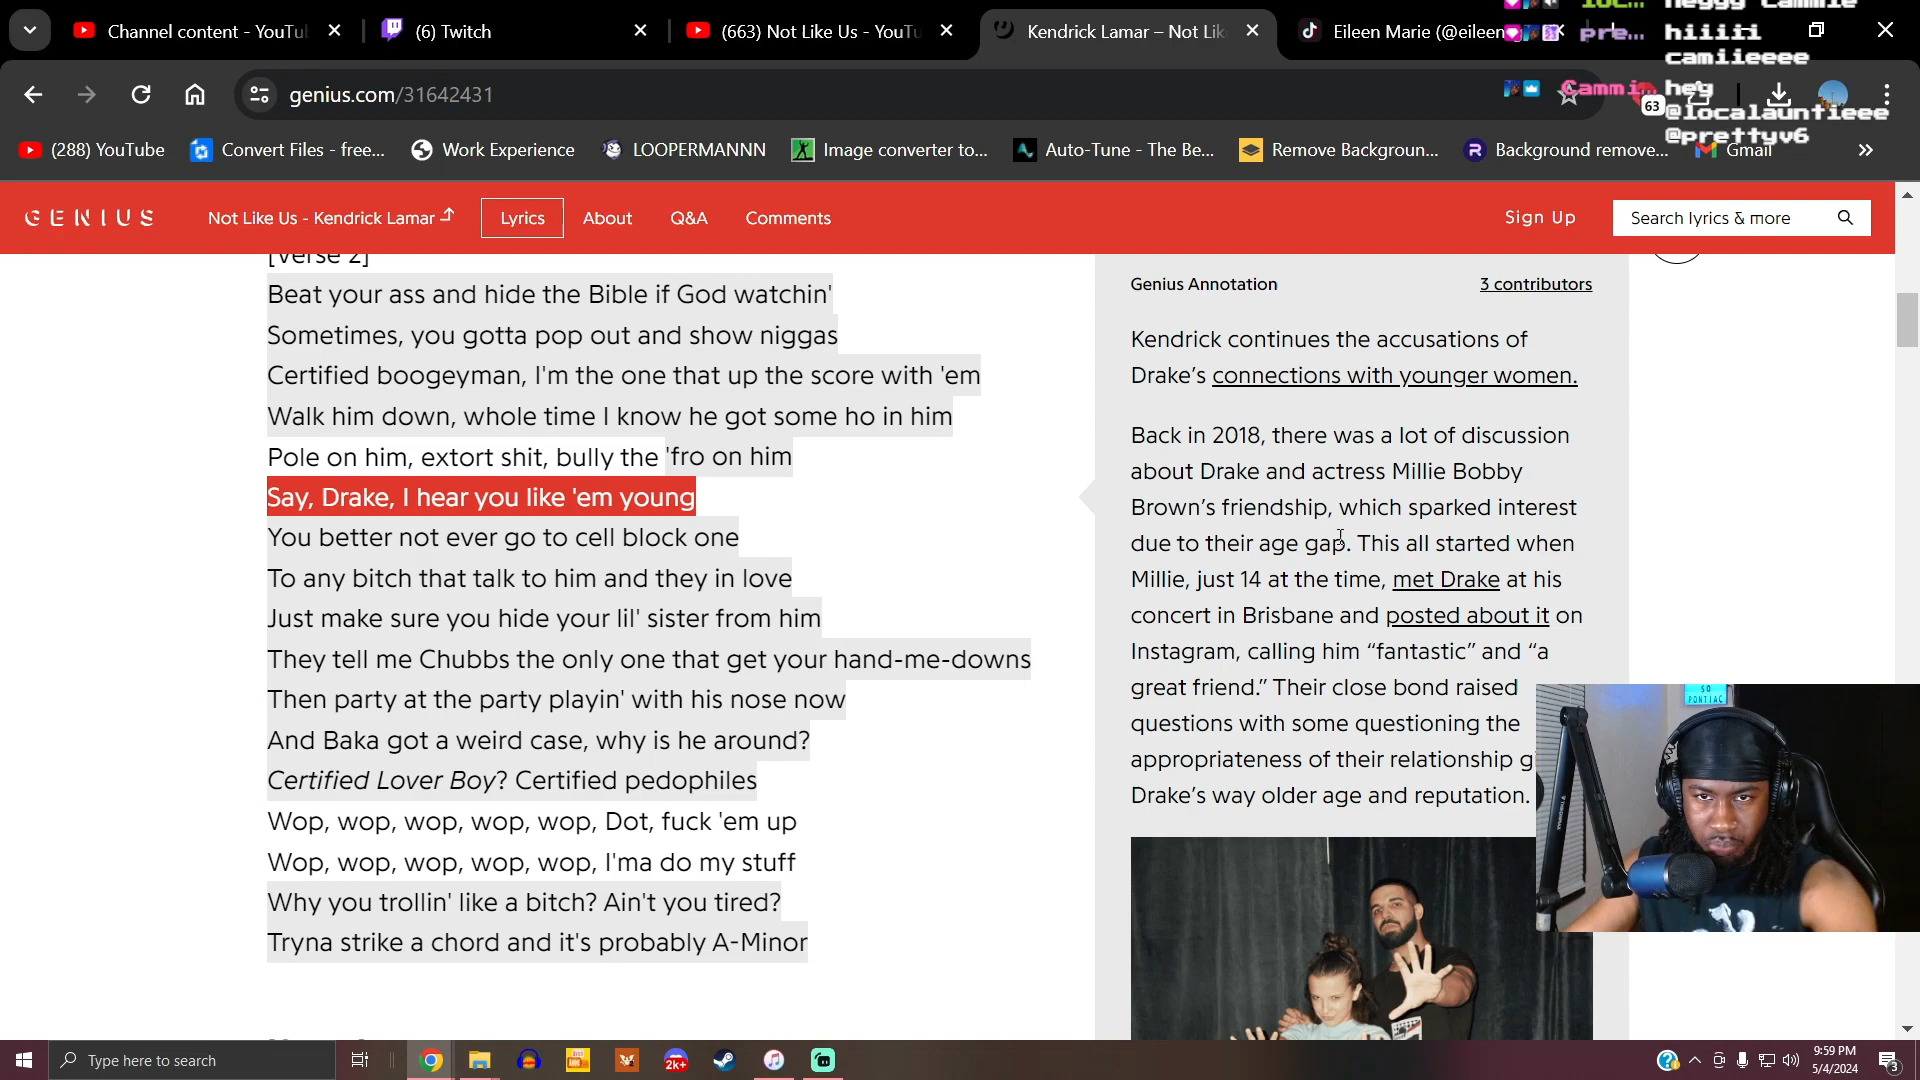 Channel content - YouTu
(6) Twitch
(663) Not Like Us - YouTu
Kendrick Lamar – Not Lik
Eileen Marie (@eileen
heggg Cammie
pre...
hiiiii
camiieeee
genius.com/31642431
Cammi
hey
@localauntieee
@prettyv6
63
(288) YouTube
Convert Files - free...
Work Experience
LOOPERMANNN
Image converter to...
Auto-Tune - The Be...
Remove Backgroun...
Background remove...
Gmail
GENIUS
Not Like Us - Kendrick Lamar
Lyrics
About
Q&A
Comments
Sign Up
Search lyrics & more
[Verse 2]
Beat your ass and hide the Bible if God watchin'
Sometimes, you gotta pop out and show niggas
Certified boogeyman, I'm the one that up the score with 'em
Walk him down, whole time I know he got some ho in him
Pole on him, extort shit, bully the 'fro on him
Say, Drake, I hear you like 'em young
You better not ever go to cell block one
To any bitch that talk to him and they in love
Just make sure you hide your lil' sister from him
They tell me Chubbs the only one that get your hand-me-downs
Then party at the party playin' with his nose now
And Baka got a weird case, why is he around?
Certified Lover Boy? Certified pedophiles
Wop, wop, wop, wop, wop, Dot, fuck 'em up
Wop, wop, wop, wop, wop, I'ma do my stuff
Why you trollin' like a bitch? Ain't you tired?
Tryna strike a chord and it's probably A-Minor
Genius Annotation
3 contributors
Kendrick continues the accusations of
Drake’s connections with younger women.
Back in 2018, there was a lot of discussion
about Drake and actress Millie Bobby
Brown’s friendship, which sparked interest
due to their age gap. This all started when
Millie, just 14 at the time, met Drake at his
concert in Brisbane and posted about it on
Instagram, calling him “fantastic” and “a
great friend.” Their close bond raised
questions with some questioning the
appropriateness of their relationship g
Drake’s way older age and reputation.
SO
PONTIAC
Type here to search
2k+
9:59 PM
5/4/2024
3